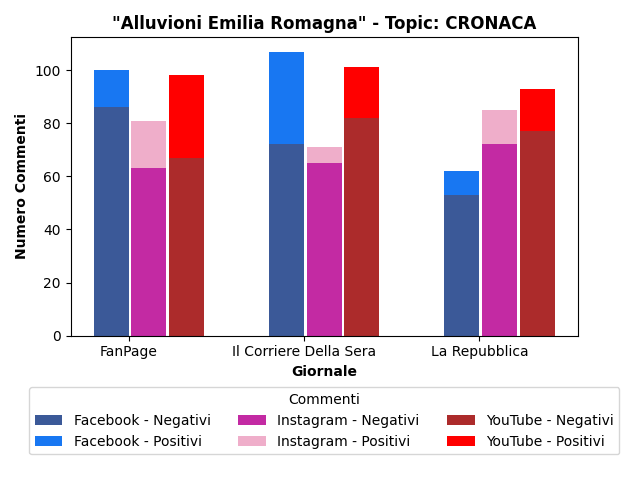 "Alluvioni Emilia Romagna" - Topic: CRONACA
Numero Commenti
100
80
60
40
20
0
FanPage Il Corriere Della Sera La Repubblica
Giornale
Commenti
Facebook - Negativi Instagram - Negativi YouTube - Negativi
Facebook - Positivi Instagram - Positivi YouTube - Positivi